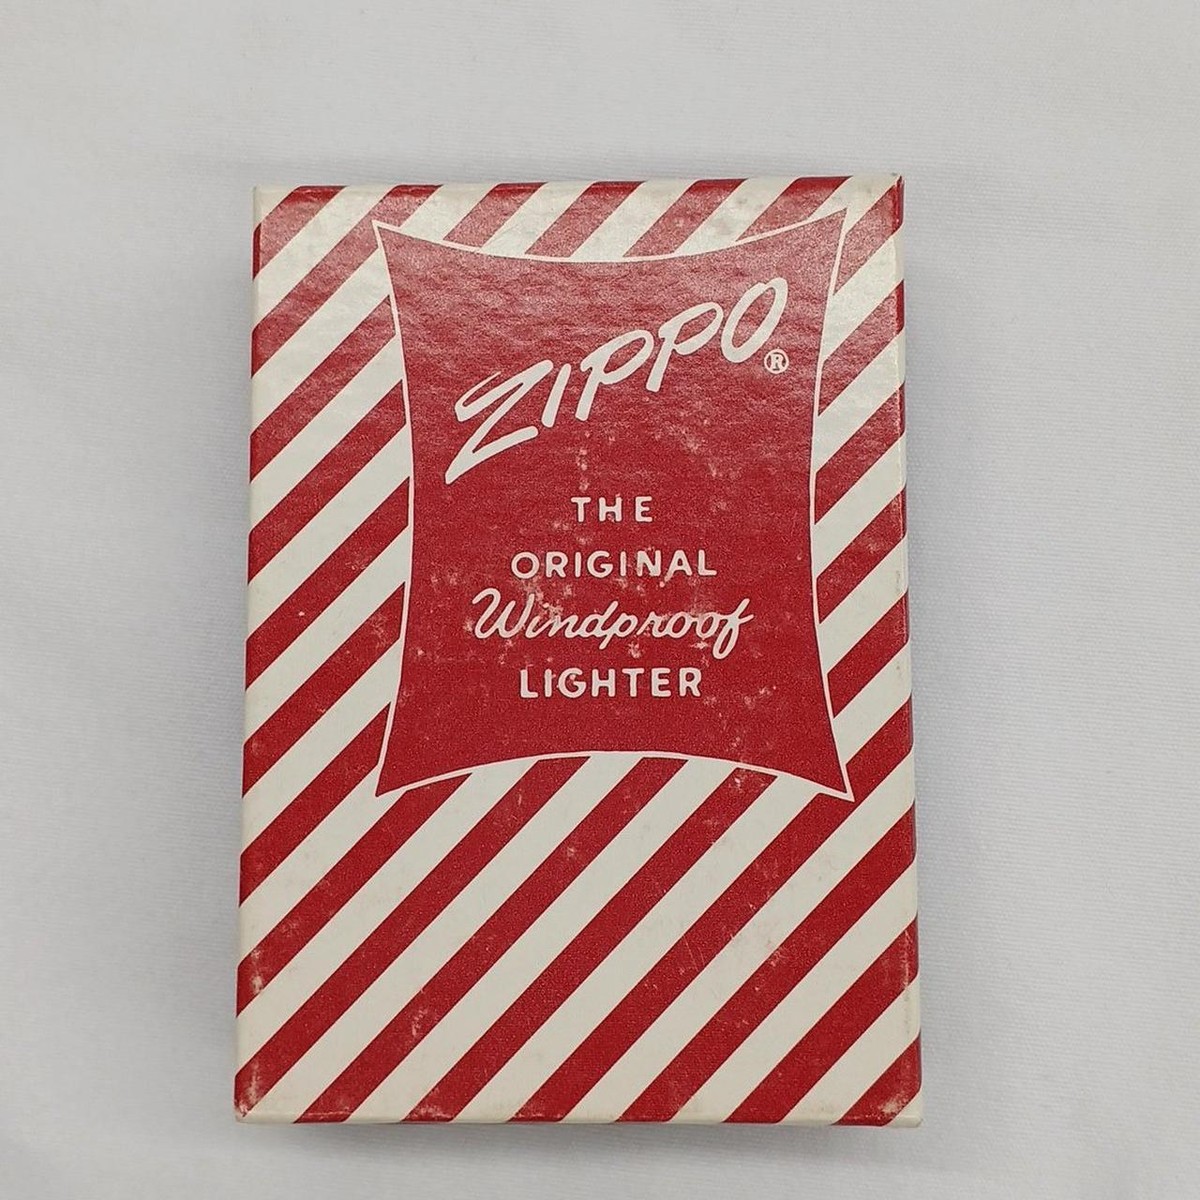 ZIPPO®
THE
ORIGINAL
Windproof
LIGHTER